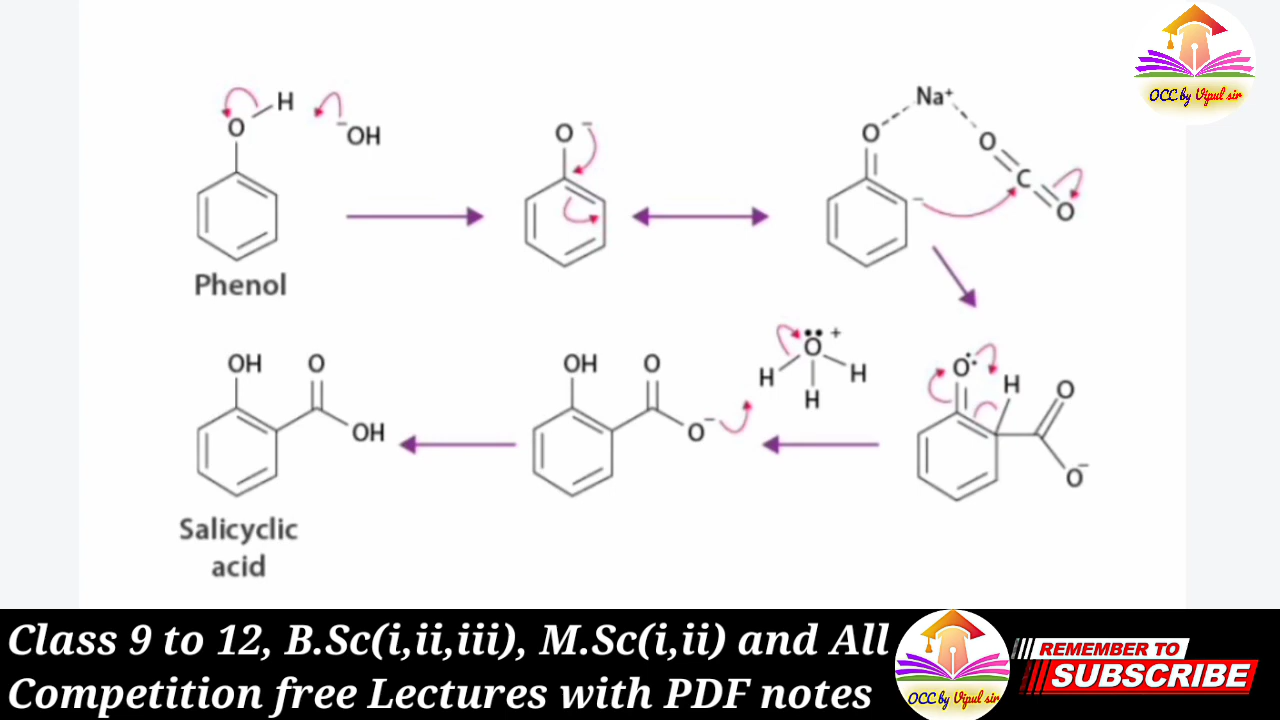 OCC by Vipul sir
H
O
⁻OH
Phenol
O⁻
Na⁺
O
O
C
O
⁻
OH
O
OH
Salicyclic
acid
OH
O
O⁻
+
O
H
H
H
O
H
O
O⁻
Class 9 to 12, B.Sc(i,ii,iii), M.Sc(i,ii) and All
Competition free Lectures with PDF notes
OCC by Vipul sir
REMEMBER TO
SUBSCRIBE